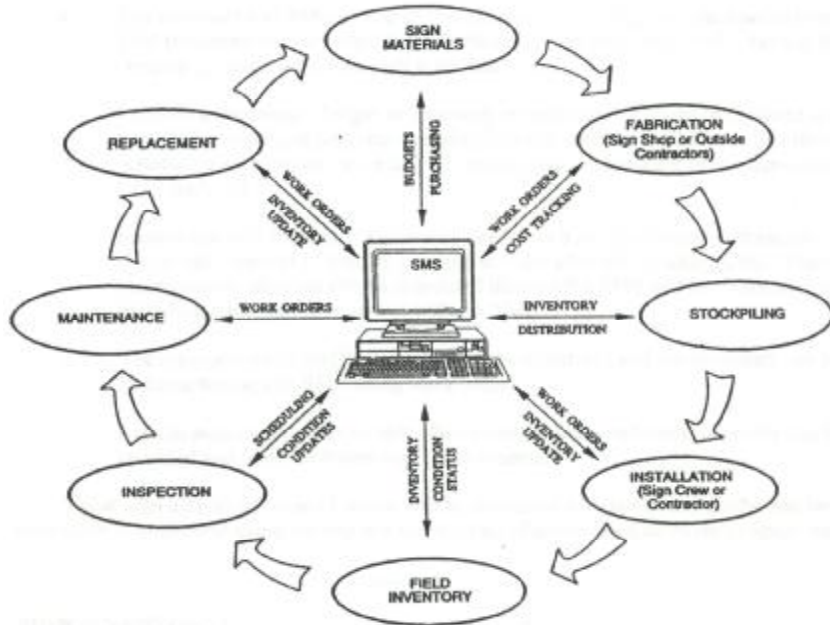 SIGN
MATERIALS
REPLACEMENT
FABRICATION
(Sign Shop or Outside
Contractors)
BUDGETS
PURCHASING
WORK ORDERS
INVENTORY
UPDATE
WORK ORDERS
COST TRACKING
SMS
MAINTENANCE
WORK ORDERS
INVENTORY
DISTRIBUTION
STOCKPILING
SCHEDULING
CONDITION
UPDATES
INVENTORY
CONDITION
STATUS
WORK ORDERS
INVENTORY
UPDATE
INSPECTION
INSTALLATION
(Sign Crew or
Contractor)
FIELD
INVENTORY